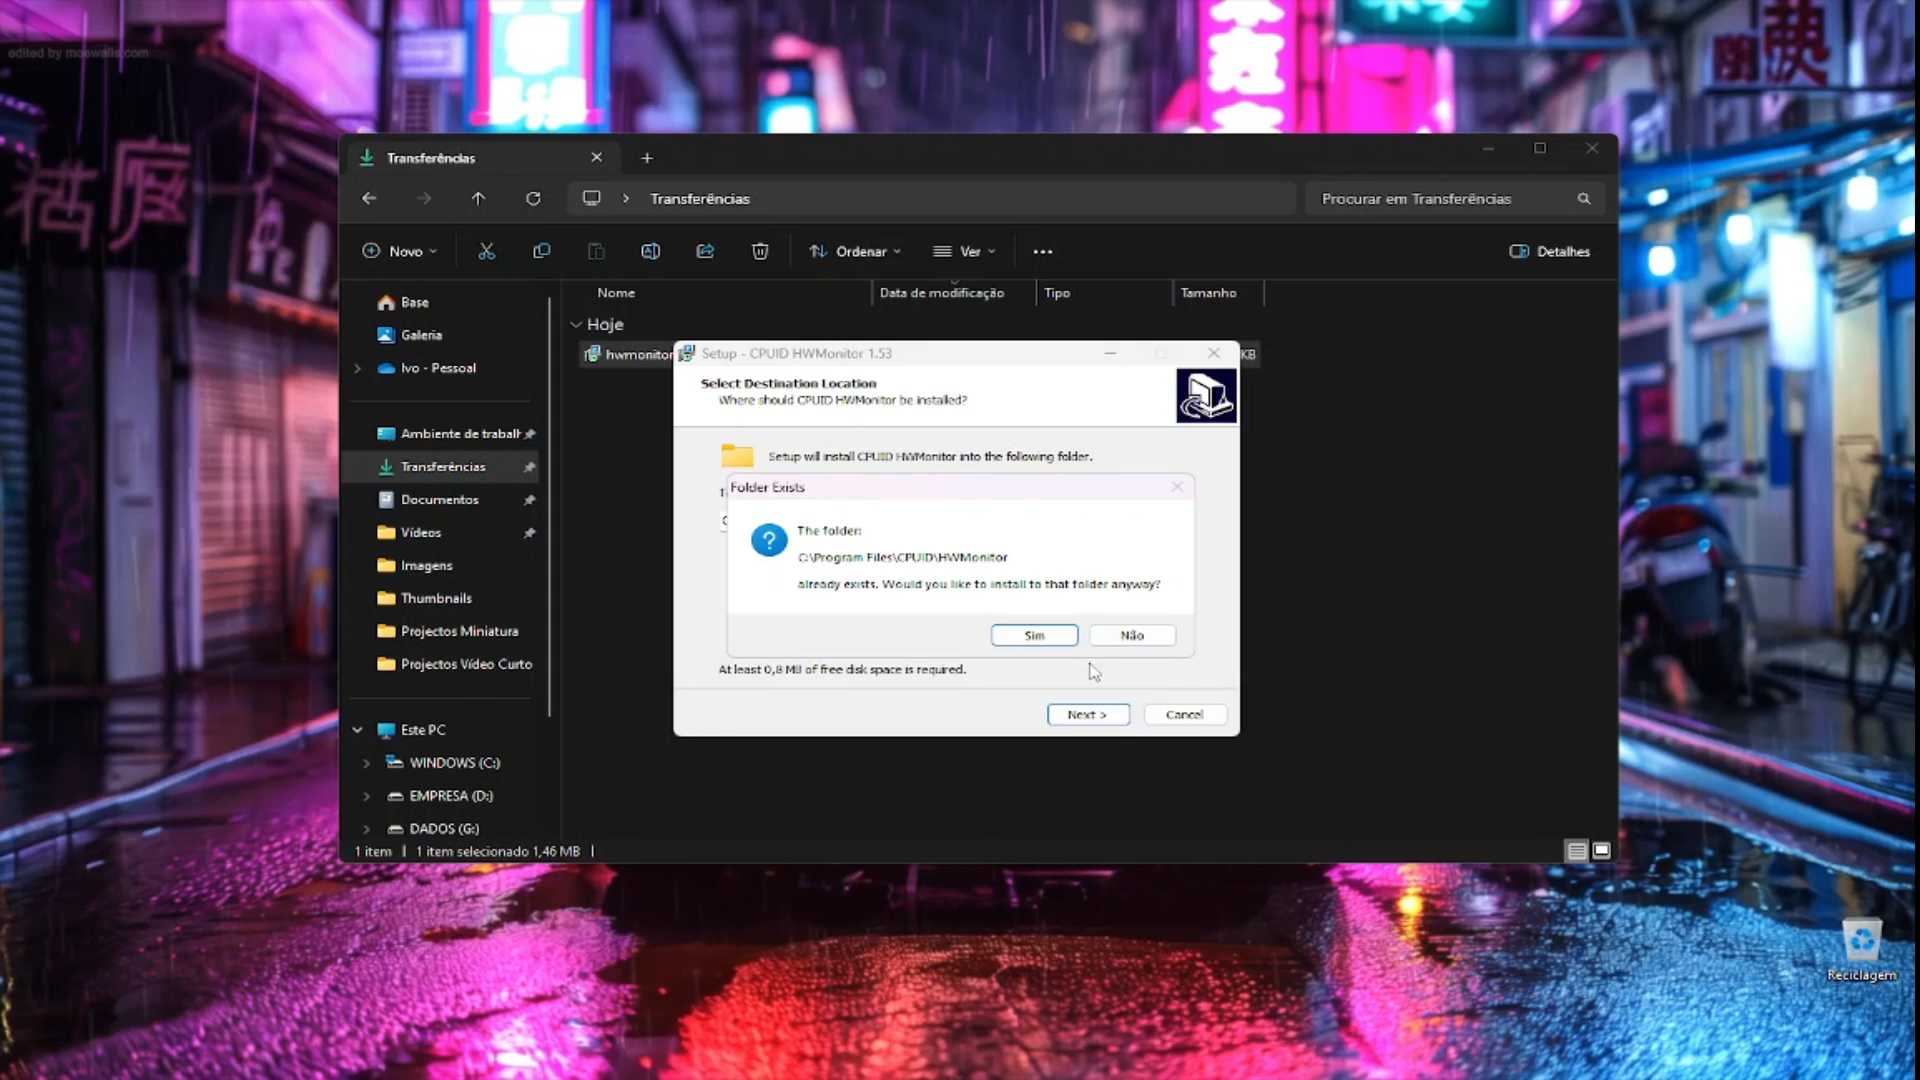 edited by moewalls.com
Transferências
Transferências
Procurar em Transferências
Novo
Ordenar
Ver
Detalhes
Nome
Data de modificação
Tipo
Tamanho
Base
Galeria
Ivo - Pessoal
Ambiente de trabalh
Transferências
Documentos
Vídeos
Imagens
Thumbnails
Projectos Miniatura
Projectos Vídeo Curto
Este PC
WINDOWS (C:)
EMPRESA (D:)
DADOS (G:)
1 item | 1 item selecionado 1,46 MB |
Hoje
hwmonitor
KB
Setup - CPUID HWMonitor 1.53
Select Destination Location
Where should CPUID HWMonitor be installed?
Setup will install CPUID HWMonitor into the following folder.
Folder Exists
The folder:
C:\Program Files\CPUID\HWMonitor
already exists. Would you like to install to that folder anyway?
Sim
Não
At least 0,8 MB of free disk space is required.
Next >
Cancel
Reciclagem